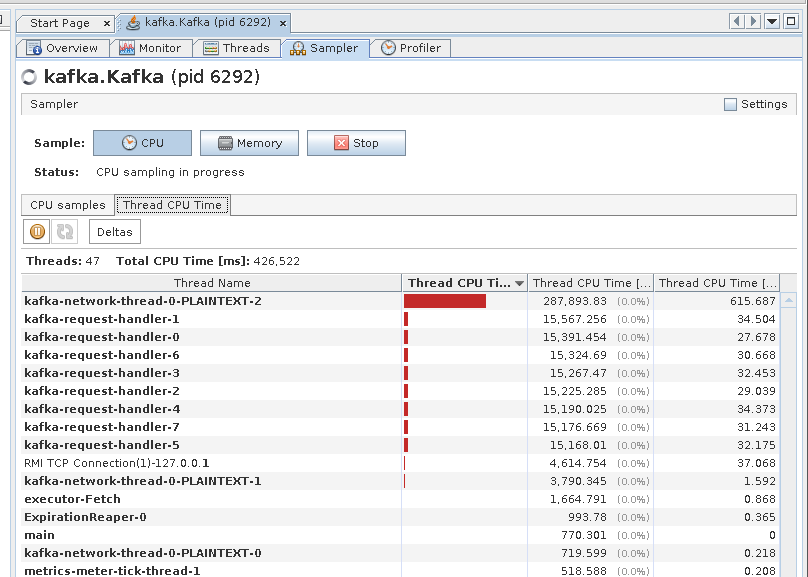 Start Page × kafka.Kafka (pid 6292) ×
Overview Monitor Threads Sampler Profiler
kafka.Kafka (pid 6292)
Sampler Settings
Sample: CPU Memory Stop
Status: CPU sampling in progress
CPU samples Thread CPU Time
Deltas
Threads: 47 Total CPU Time [ms]: 426,522
Thread Name Thread CPU Ti... Thread CPU Time [... Thread CPU Time [...
kafka-network-thread-0-PLAINTEXT-2 287,893.83 (0.0%) 615.687
kafka-request-handler-1 15,567.256 (0.0%) 34.504
kafka-request-handler-0 15,391.454 (0.0%) 27.678
kafka-request-handler-6 15,324.69 (0.0%) 30.668
kafka-request-handler-3 15,267.47 (0.0%) 32.453
kafka-request-handler-2 15,225.285 (0.0%) 29.039
kafka-request-handler-4 15,190.025 (0.0%) 34.373
kafka-request-handler-7 15,176.669 (0.0%) 31.243
kafka-request-handler-5 15,168.01 (0.0%) 32.175
RMI TCP Connection(1)-127.0.0.1 4,614.754 (0.0%) 37.068
kafka-network-thread-0-PLAINTEXT-1 3,790.345 (0.0%) 1.592
executor-Fetch 1,664.791 (0.0%) 0.868
ExpirationReaper-0 993.78 (0.0%) 0.365
main 770.301 (0.0%) 0
kafka-network-thread-0-PLAINTEXT-0 719.599 (0.0%) 0.218
metrics-meter-tick-thread-1 518.588 (0.0%) 0.208